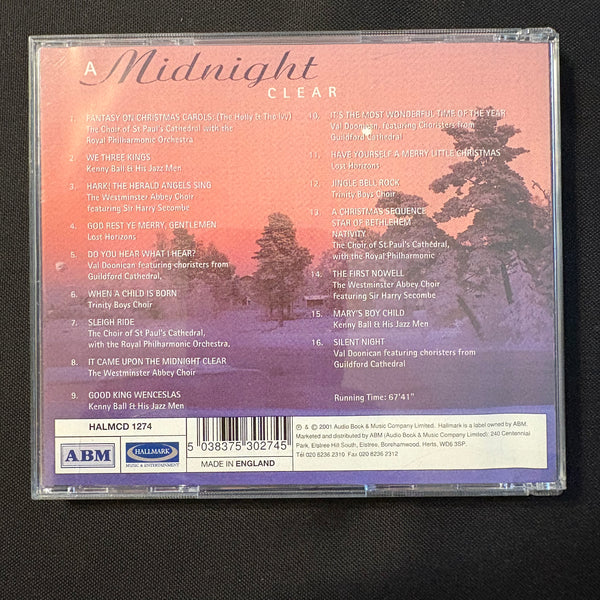 A Midnight
CLEAR
1. FANTASY ON CHRISTMAS CAROLS: (The Holly & The Ivy)
The Choir of St Paul's Cathedral with the
Royal Philharmonic Orchestra
2. WE THREE KINGS
Kenny Ball & His Jazz Men
3. HARK! THE HERALD ANGELS SING
The Westminster Abbey Choir
featuring Sir Harry Secombe
4. GOD REST YE MERRY, GENTLEMEN
Lost Horizons
5. DO YOU HEAR WHAT I HEAR?
Val Doonican featuring choristers from
Guildford Cathedral,
6. WHEN A CHILD IS BORN
Trinity Boys Choir
7. SLEIGH RIDE
The Choir of St Paul's Cathedral,
with the Royal Philharmonic Orchestra,
8. IT CAME UPON THE MIDNIGHT CLEAR
The Westminster Abbey Choir
9. GOOD KING WENCESLAS
Kenny Ball & His Jazz Men
10. IT'S THE MOST WONDERFUL TIME OF THE YEAR
Val Doonican, featuring Choristers from
Guildford Cathedral
11. HAVE YOURSELF A MERRY LITTLE CHRISTMAS
Lost Horizons
12. JINGLE BELL ROCK
Trinity Boys Choir
13. A CHRISTMAS SEQUENCE
STAR OF BETHLEHEM
NATIVITY
The Choir of St Paul's Cathedral,
with the Royal Philharmonic
14. THE FIRST NOWELL
The Westminster Abbey Choir
featuring Sir Harry Secombe
15. MARY'S BOY CHILD
Kenny Ball & His Jazz Men
16. SILENT NIGHT
Val Doonican featuring choristers from
Guildford Cathedral
Running Time: 67'41"
HALMCD 1274
ABM
HALLMARK
MUSIC & ENTERTAINMENT
5 038375 302745
MADE IN ENGLAND
℗ & © 2001 Audio Book & Music Company Limited. Hallmark is a label owned by ABM.
Marketed and distributed by ABM (Audio Book & Music Company Limited): 240 Centennial
Park, Elstree Hill South, Elstree, Borehamwood, Herts, WD6 3SP.
Tel 020 8236 2310 Fax 020 8236 2312